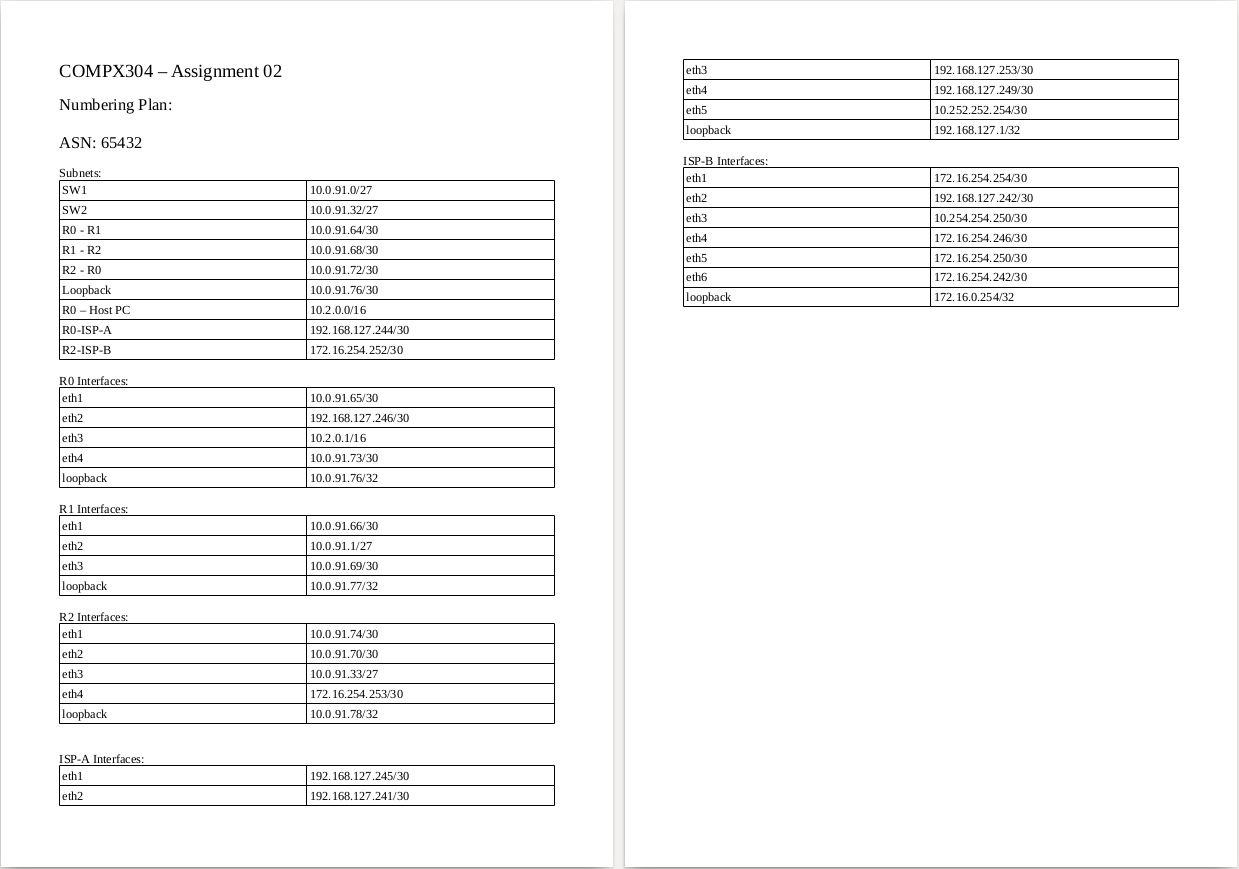 COMPX304 – Assignment 02
Numbering Plan:
ASN: 65432
Subnets:
SW1 10.0.91.0/27
SW2 10.0.91.32/27
R0 - R1 10.0.91.64/30
R1 - R2 10.0.91.68/30
R2 - R0 10.0.91.72/30
Loopback 10.0.91.76/30
R0 – Host PC 10.2.0.0/16
R0-ISP-A 192.168.127.244/30
R2-ISP-B 172.16.254.252/30
R0 Interfaces:
eth1 10.0.91.65/30
eth2 192.168.127.246/30
eth3 10.2.0.1/16
eth4 10.0.91.73/30
loopback 10.0.91.76/32
R1 Interfaces:
eth1 10.0.91.66/30
eth2 10.0.91.1/27
eth3 10.0.91.69/30
loopback 10.0.91.77/32
R2 Interfaces:
eth1 10.0.91.74/30
eth2 10.0.91.70/30
eth3 10.0.91.33/27
eth4 172.16.254.253/30
loopback 10.0.91.78/32
ISP-A Interfaces:
eth1 192.168.127.245/30
eth2 192.168.127.241/30
eth3 192.168.127.253/30
eth4 192.168.127.249/30
eth5 10.252.252.254/30
loopback 192.168.127.1/32
ISP-B Interfaces:
eth1 172.16.254.254/30
eth2 192.168.127.242/30
eth3 10.254.254.250/30
eth4 172.16.254.246/30
eth5 172.16.254.250/30
eth6 172.16.254.242/30
loopback 172.16.0.254/32